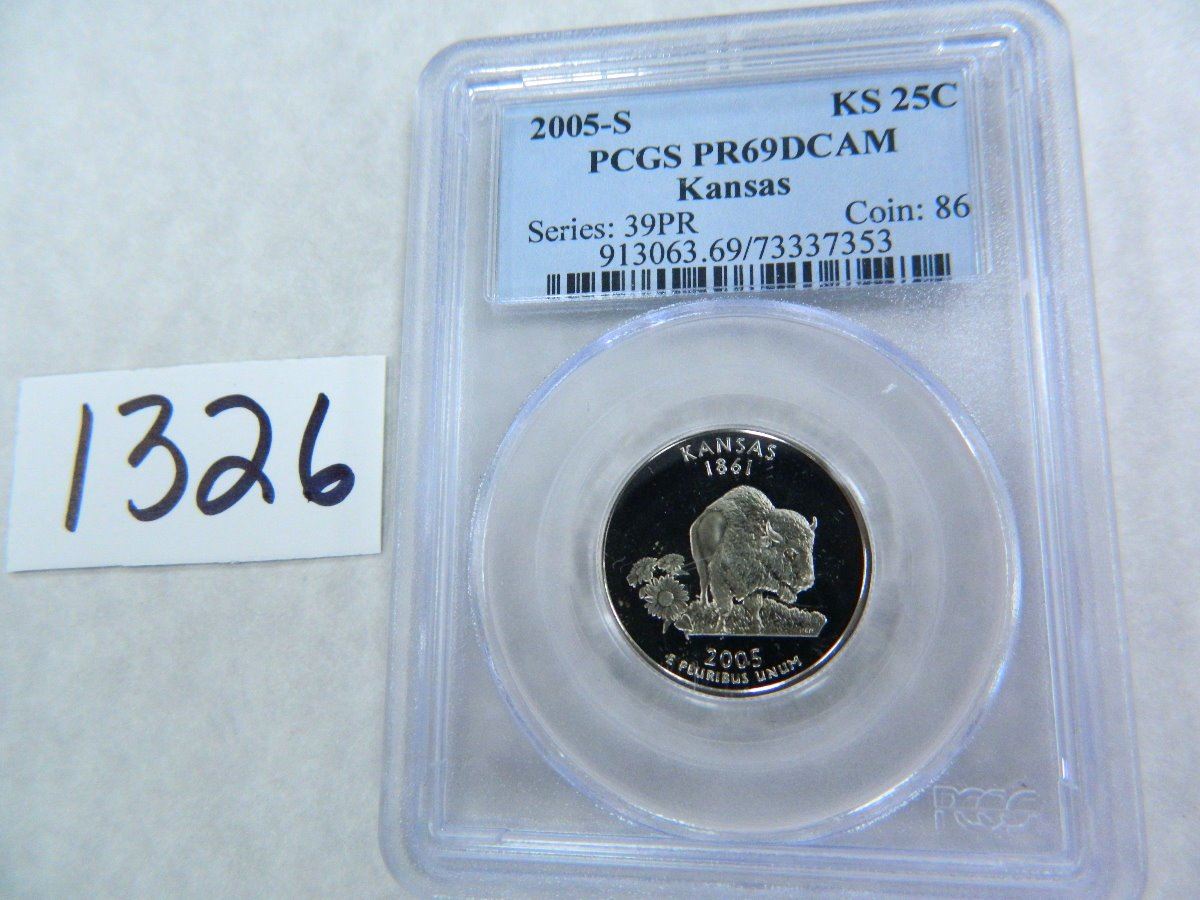 1326
2005-S KS 25C
PCGS PR69DCAM
Kansas
Series: 39PR Coin: 86
913063.69/73337353
KANSAS
1861
2005
E PLURIBUS UNUM
PCGS